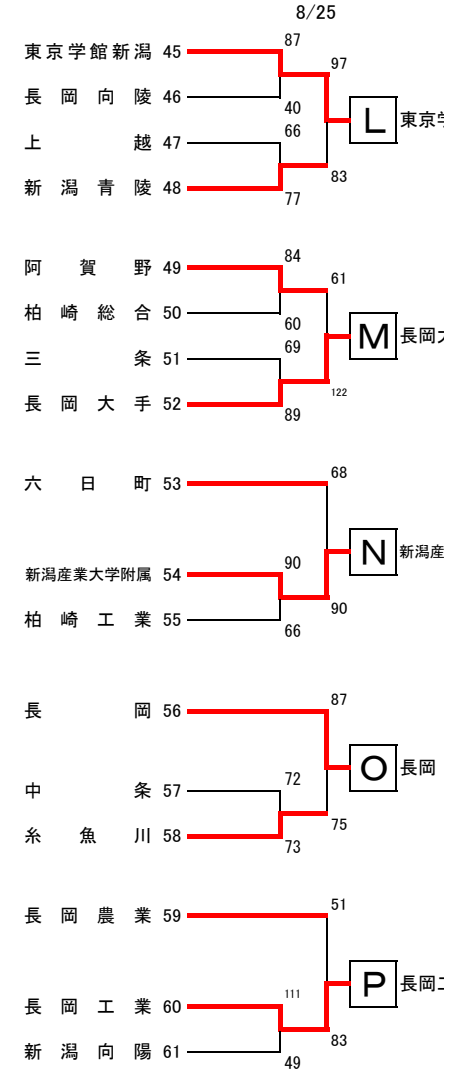 8/25
87
東京学館新潟 45
97
長岡向陵 46
40
L 東京学
66
上越 47
83
新潟青陵 48
77
84
阿賀野 49
61
柏崎総合 50
60
M 長岡大
69
三条 51
122
長岡大手 52
89
68
六日町 53
N 新潟産
90
新潟産業大学附属 54
90
柏崎工業 55
66
87
長岡 56
O 長岡
72
中条 57
75
糸魚川 58
73
51
長岡農業 59
P 長岡工
111
長岡工業 60
83
新潟向陽 61
49